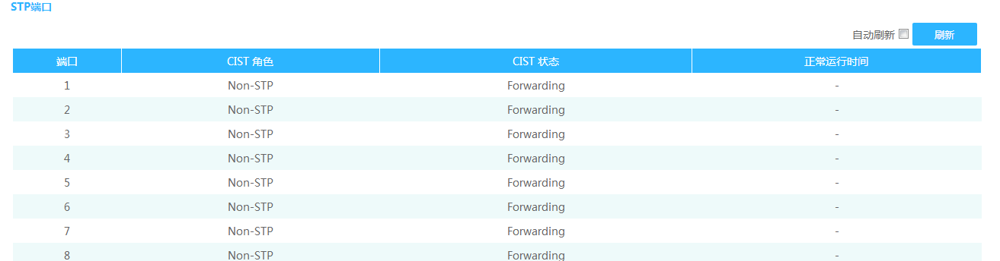 STP端口
自动刷新 刷新
端口 CIST 角色 CIST 状态 正常运行时间
1 Non-STP Forwarding -
2 Non-STP Forwarding -
3 Non-STP Forwarding -
4 Non-STP Forwarding -
5 Non-STP Forwarding -
6 Non-STP Forwarding -
7 Non-STP Forwarding -
8 Non-STP Forwarding -